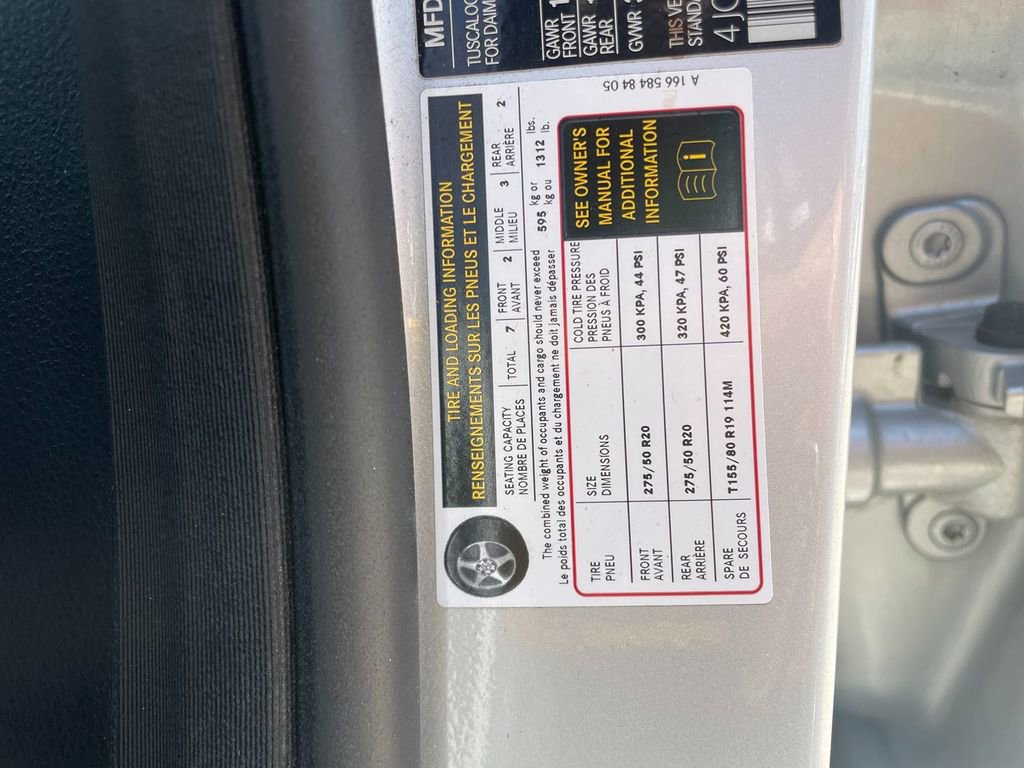 MFD
TUSCALOO
FOR DAIM
GAWR
FRONT
GAWR
REAR
GVWR
THIS VE
STANDA
4JG
A 166 584 84 05
TIRE AND LOADING INFORMATION
RENSEIGNEMENTS SUR LES PNEUS ET LE CHARGEMENT
SEATING CAPACITY
NOMBRE DE PLACES
TOTAL 7
FRONT
AVANT 2
MIDDLE
MILIEU 3
REAR
ARRIÈRE 2
The combined weight of occupants and cargo should never exceed 595 kg or 1312 lbs.
Le poids total des occupants et du chargement ne doit jamais dépasser 595 kg ou 1312 lb.
TIRE
PNEU
SIZE
DIMENSIONS
COLD TIRE PRESSURE
PRESSION DES
PNEUS À FROID
FRONT
AVANT
275/50 R20
300 KPA, 44 PSI
REAR
ARRIÈRE
275/50 R20
320 KPA, 47 PSI
SPARE
DE SECOURS
T155/80 R19 114M
420 KPA, 60 PSI
SEE OWNER'S
MANUAL FOR
ADDITIONAL
INFORMATION